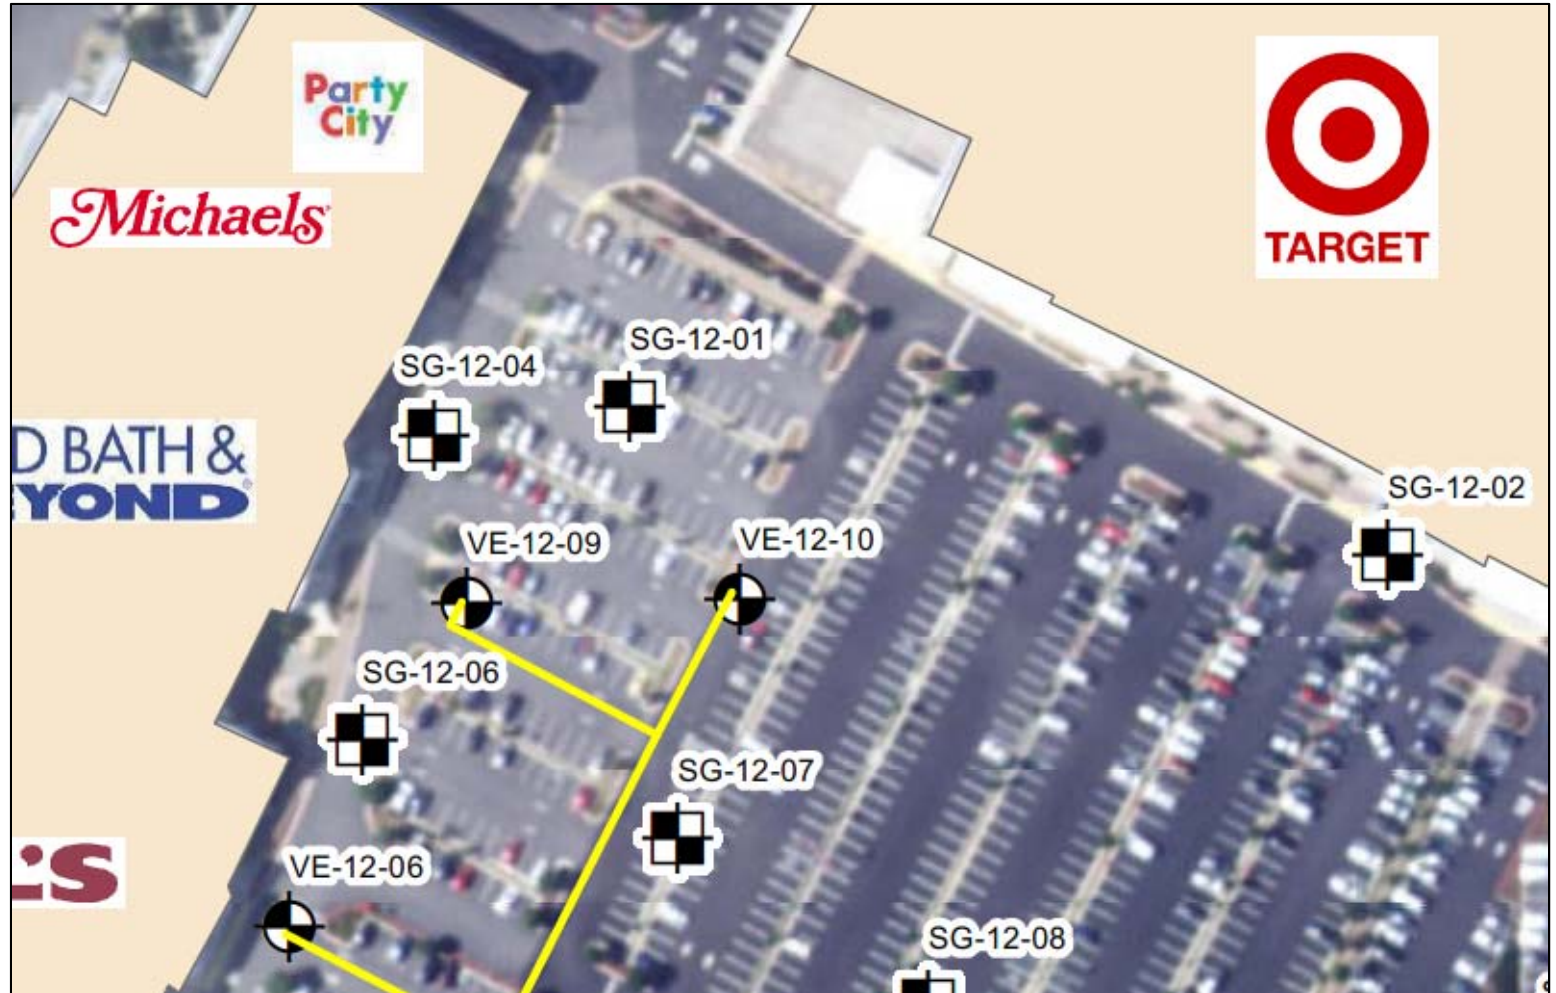 Party
City
Michaels
TARGET
SG-12-01
SG-12-04
D BATH &
YOND
SG-12-02
VE-12-09
VE-12-10
SG-12-06
SG-12-07
L'S
VE-12-06
SG-12-08